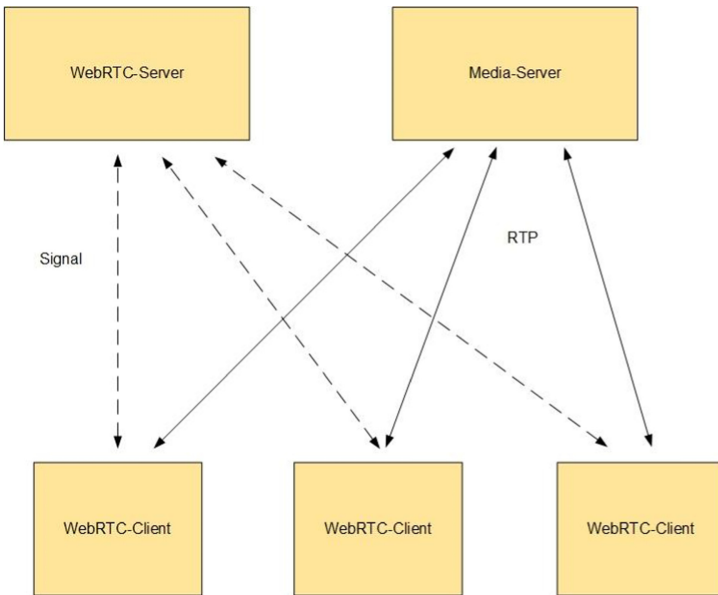 WebRTC-Server
Media-Server
Signal
RTP
WebRTC-Client
WebRTC-Client
WebRTC-Client